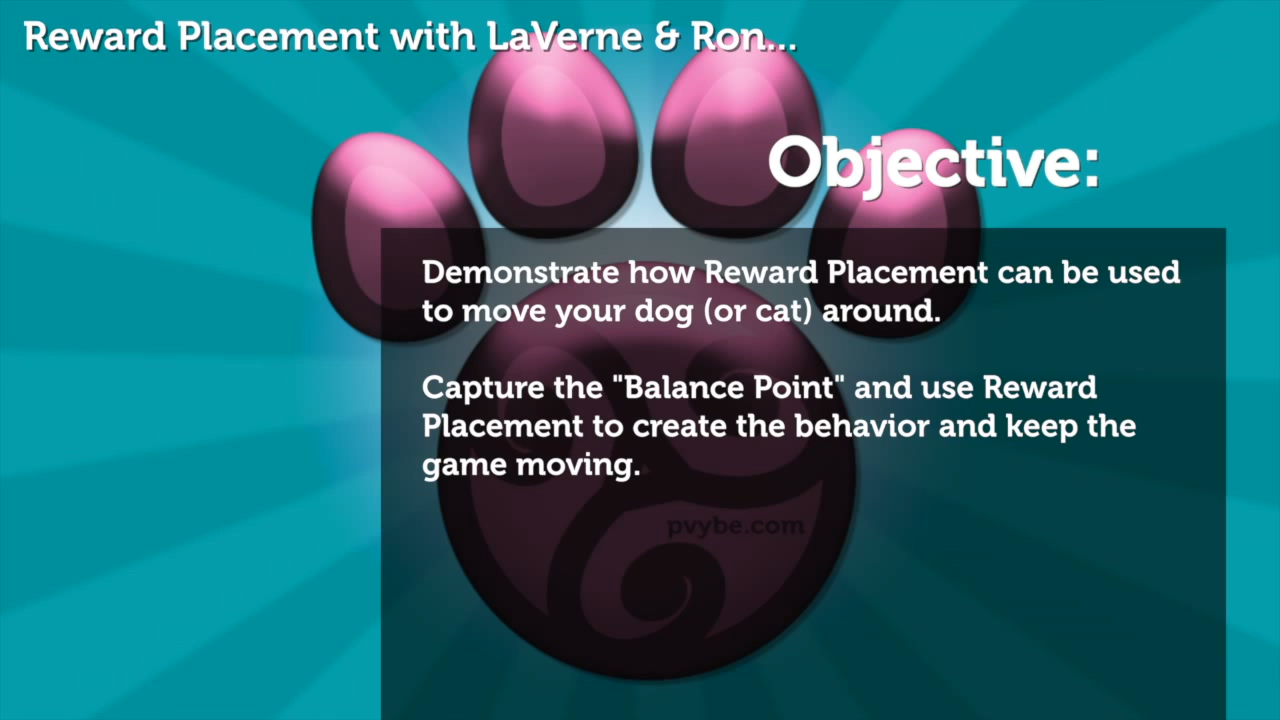 Reward Placement with LaVerne & Ron...
Objective:
Demonstrate how Reward Placement can be used
to move your dog (or cat) around.
Capture the "Balance Point" and use Reward
Placement to create the behavior and keep the
game moving.
pvybe.com